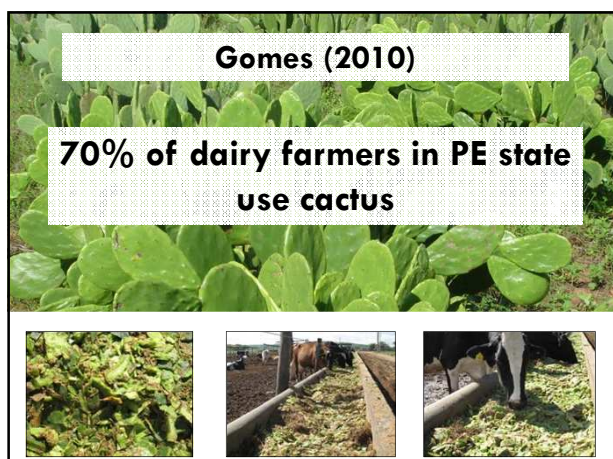 Gomes (2010)
70% of dairy farmers in PE state
use cactus